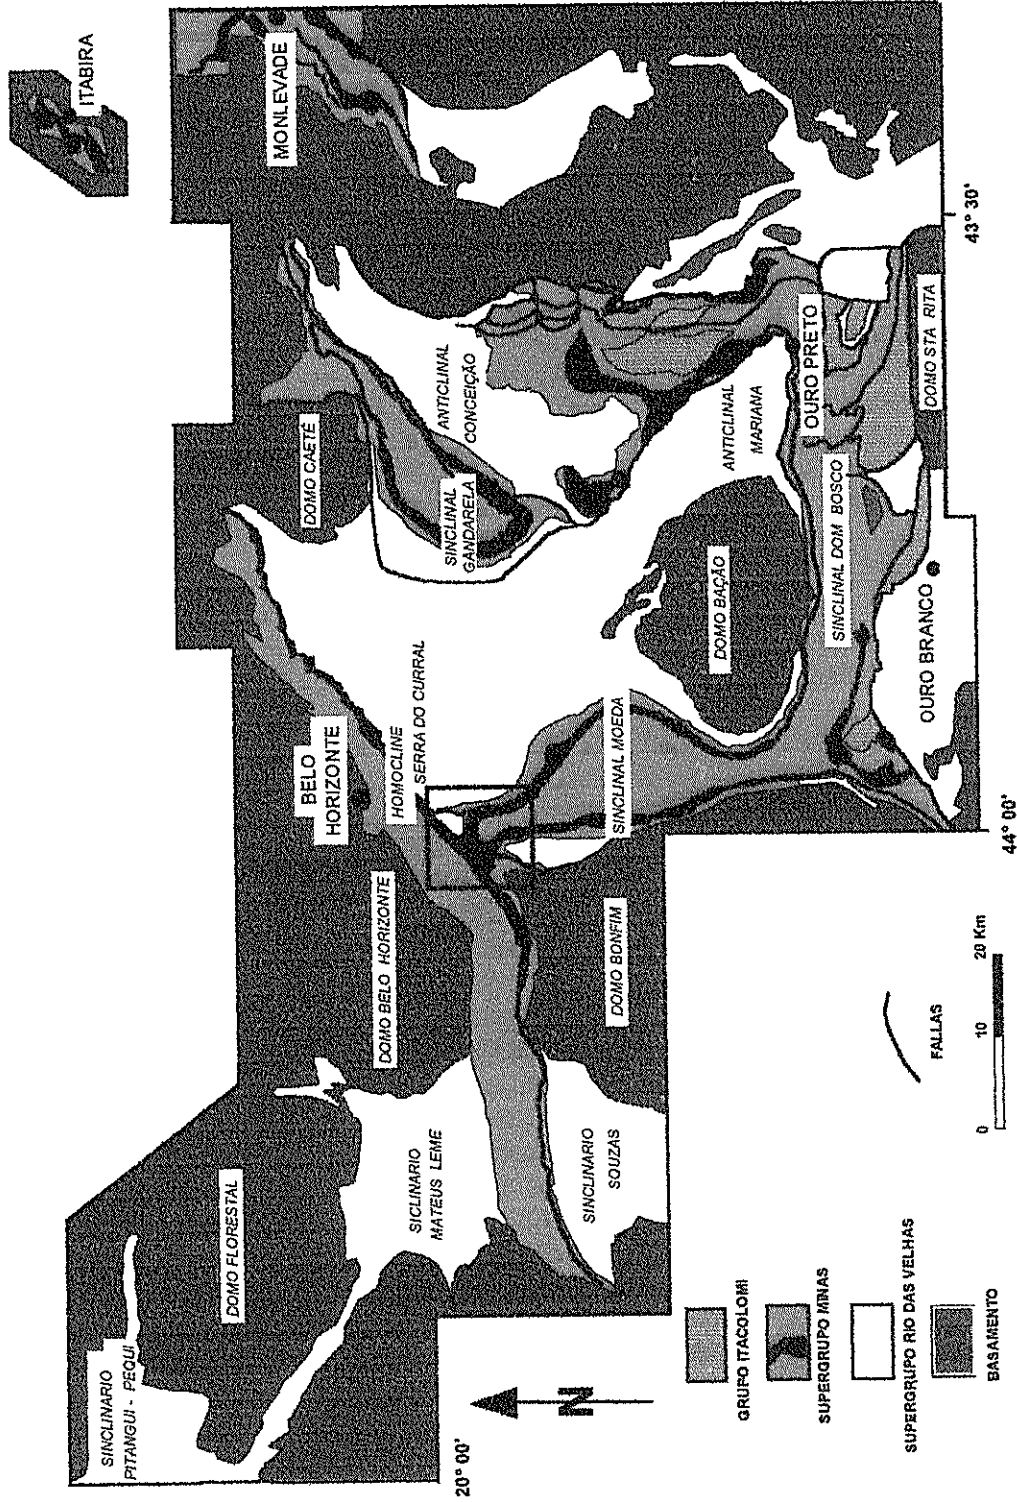 ITABIRA
MONLEVADE
SINCLINARIO
PITANGUI - PEQUI
DOMO FLORESTAL
BELO
HORIZONTE
DOMO CAETÉ
SICLINARIO
MATEUS LEME
DOMO BELO HORIZONTE
HOMOCLINE
SERRA DO CURRAL
SINCLINAL
GANDARELA
ANTICLINAL
CONCEIÇÃO
SINCLINARIO
SOUZAS
DOMO BONFIM
SINCLINAL MOEDA
DOMO BAÇÃO
ANTICLINAL
MARIANA
OURO PRETO
SINCLINAL DOM BOSCO
DOMO STA RITA
OURO BRANCO
20° 00'
44° 00'
43° 30'
N
GRUPO ITACOLOMI
SUPERGRUPO MINAS
SUPERGRUPO RIO DAS VELHAS
BASAMENTO
FALLAS
0 10 20 Km